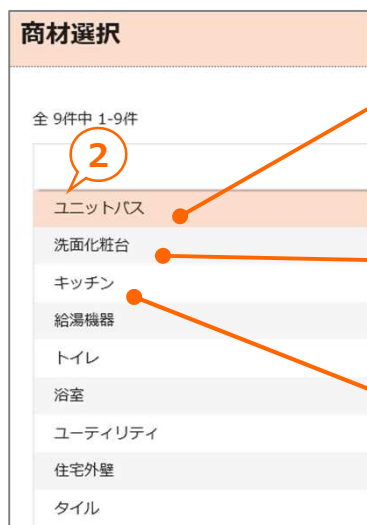 商材選択
全 9件中 1-9件
2
ユニットバス
洗面化粧台
キッチン
給湯機器
トイレ
浴室
ユーティリティ
住宅外壁
タイル